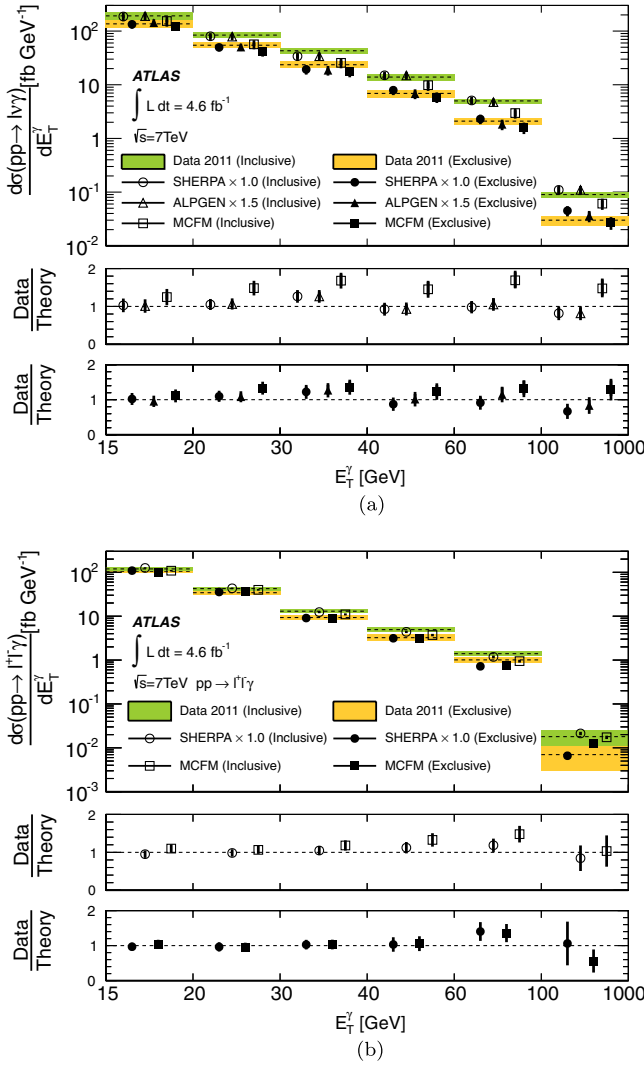 dσ(pp→ lνγ) / dE_T^γ [fb GeV⁻¹]
10²
10
1
10⁻¹
10⁻²
ATLAS
∫ L dt = 4.6 fb⁻¹
√s=7TeV
Data 2011 (Inclusive) Data 2011 (Exclusive)
SHERPA × 1.0 (Inclusive) SHERPA × 1.0 (Exclusive)
ALPGEN × 1.5 (Inclusive) ALPGEN × 1.5 (Exclusive)
MCFM (Inclusive) MCFM (Exclusive)
Data
Theory
2
1
0
Data
Theory
2
1
0
15 20 30 40 60 100 1000
E_T^γ [GeV]
(a)
dσ(pp→ l⁺l⁻γ) / dE_T^γ [fb GeV⁻¹]
10²
10
1
10⁻¹
10⁻²
10⁻³
ATLAS
∫ L dt = 4.6 fb⁻¹
√s=7TeV pp→ l⁺l⁻γ
Data 2011 (Inclusive) Data 2011 (Exclusive)
SHERPA × 1.0 (Inclusive) SHERPA × 1.0 (Exclusive)
MCFM (Inclusive) MCFM (Exclusive)
Data
Theory
2
1
0
Data
Theory
2
1
0
15 20 30 40 60 100 1000
E_T^γ [GeV]
(b)